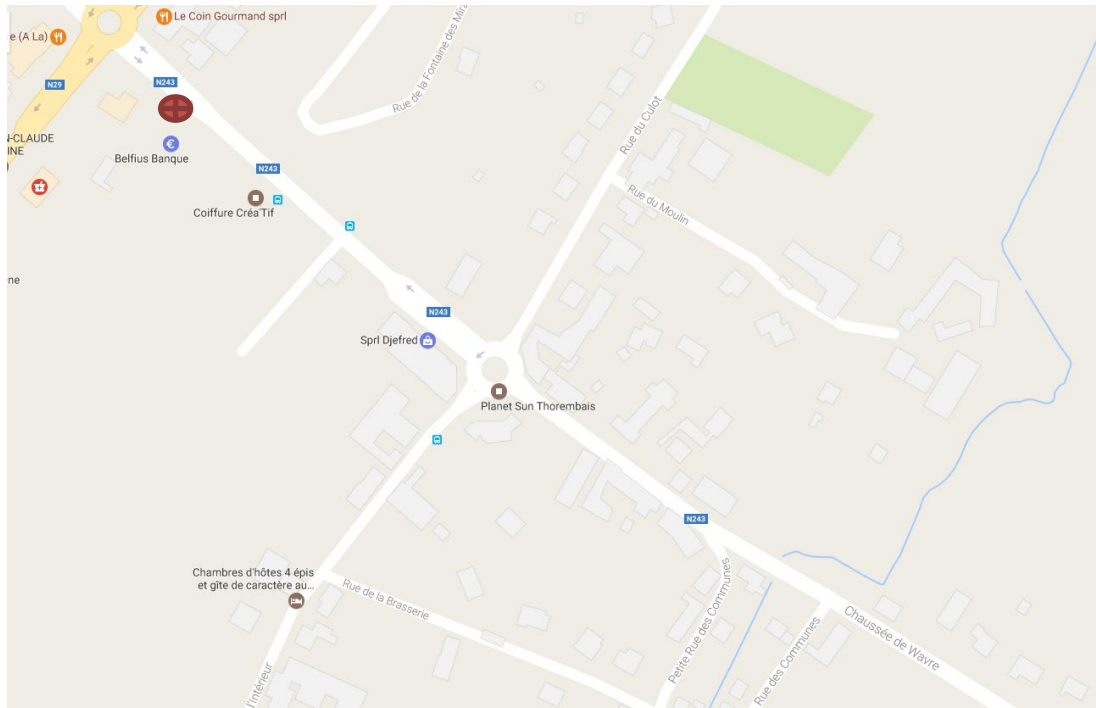 Le Coin Gourmand sprl
e (A La)
N29
N243
N-CLAUDE
INE
Belfius Banque
N243
Coiffure Créa'Tif
ne
Rue de la Fontaine des Mira
Rue du Culot
Rue du Moulin
N243
Sprl Djefred
Planet Sun Thorembais
N243
Chambres d'hôtes 4 épis
et gîte de caractère au...
Rue de la Brasserie
Petite Rue des Communes
Rue des Communes
Chaussée de Wavre
l'Intérieur